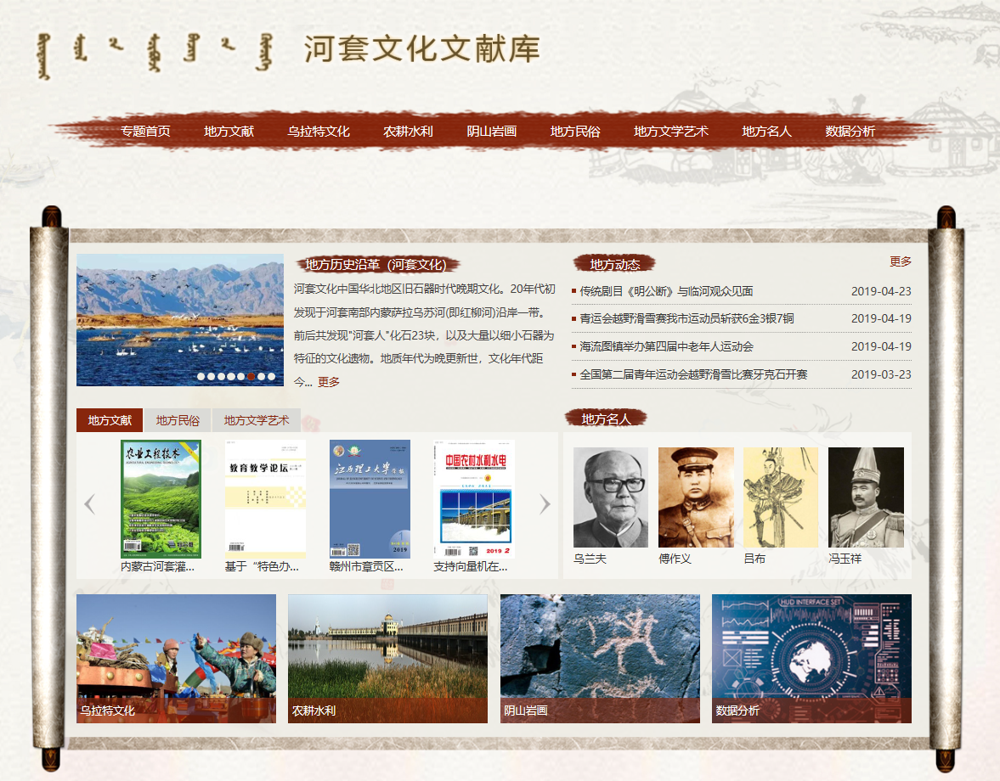 河套文化文献库
专题首页 地方文献 乌拉特文化 农耕水利 阴山岩画 地方民俗 地方文学艺术 地方名人 数据分析
地方历史沿革（河套文化）
河套文化中国华北地区旧石器时代晚期文化。20年代初
发现于河套南部内蒙萨拉乌苏河(即红柳河)沿岸一带。
前后共发现"河套人"化石23块，以及大量以细小石器为
特征的文化遗物。地质年代为晚更新世，文化年代距
今... 更多
地方动态 更多
传统剧目《明公断》与临河观众见面 2019-04-23
青运会越野滑雪赛我市运动员斩获6金3银7铜 2019-04-19
海流图镇举办第四届中老年人运动会 2019-04-19
全国第二届青年运动会越野滑雪比赛牙克石开赛 2019-03-23
地方文献 地方民俗 地方文学艺术
农业工程技术
教育教学论坛
江西理工大学学报
2019
中国农村水利水电
2019 2
内蒙古河套灌...
基于“特色办...
赣州市章贡区...
支持向量机在...
地方名人
乌兰夫
傅作义
吕布
冯玉祥
HUD INTERFACE SET
乌拉特文化
农耕水利
阴山岩画
数据分析